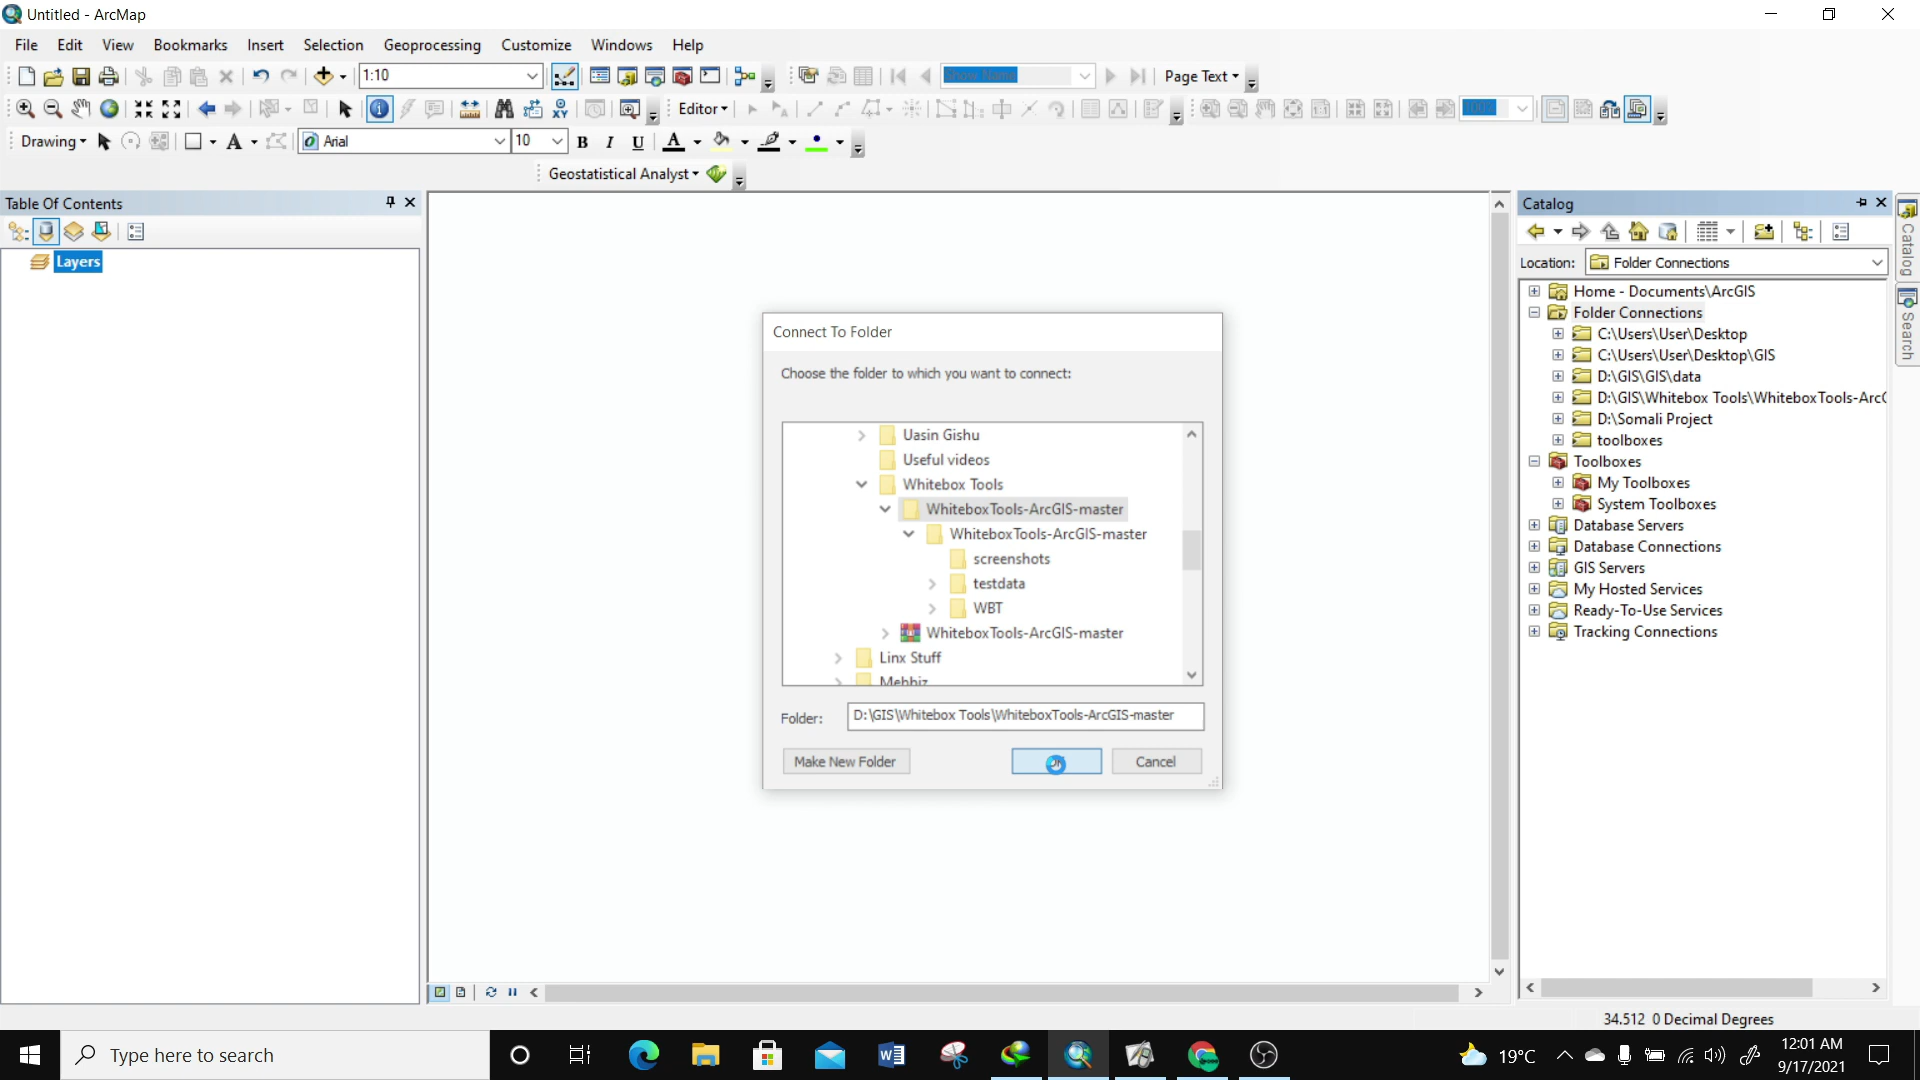 Untitled - ArcMap
File Edit View Bookmarks Insert Selection Geoprocessing Customize Windows Help
1:10
Page Text
Editor
Drawing Arial 10 B I U A
Geostatistical Analyst
Table Of Contents
Layers
Connect To Folder
Choose the folder to which you want to connect:
Uasin Gishu
Useful videos
Whitebox Tools
WhiteboxTools-ArcGIS-master
WhiteboxTools-ArcGIS-master
screenshots
testdata
WBT
WhiteboxTools-ArcGIS-master
Linx Stuff
Mebbiz
Folder: D:\GIS\Whitebox Tools\WhiteboxTools-ArcGIS-master
Make New Folder Cancel
Catalog
Location: Folder Connections
Home - Documents\ArcGIS
Folder Connections
C:\Users\User\Desktop
C:\Users\User\Desktop\GIS
D:\GIS\GIS\data
D:\GIS\Whitebox Tools\WhiteboxTools-Arc
D:\Somali Project
toolboxes
Toolboxes
My Toolboxes
System Toolboxes
Database Servers
Database Connections
GIS Servers
My Hosted Services
Ready-To-Use Services
Tracking Connections
Catalog
Search
34.512 0 Decimal Degrees
Type here to search
19°C
12:01 AM
9/17/2021